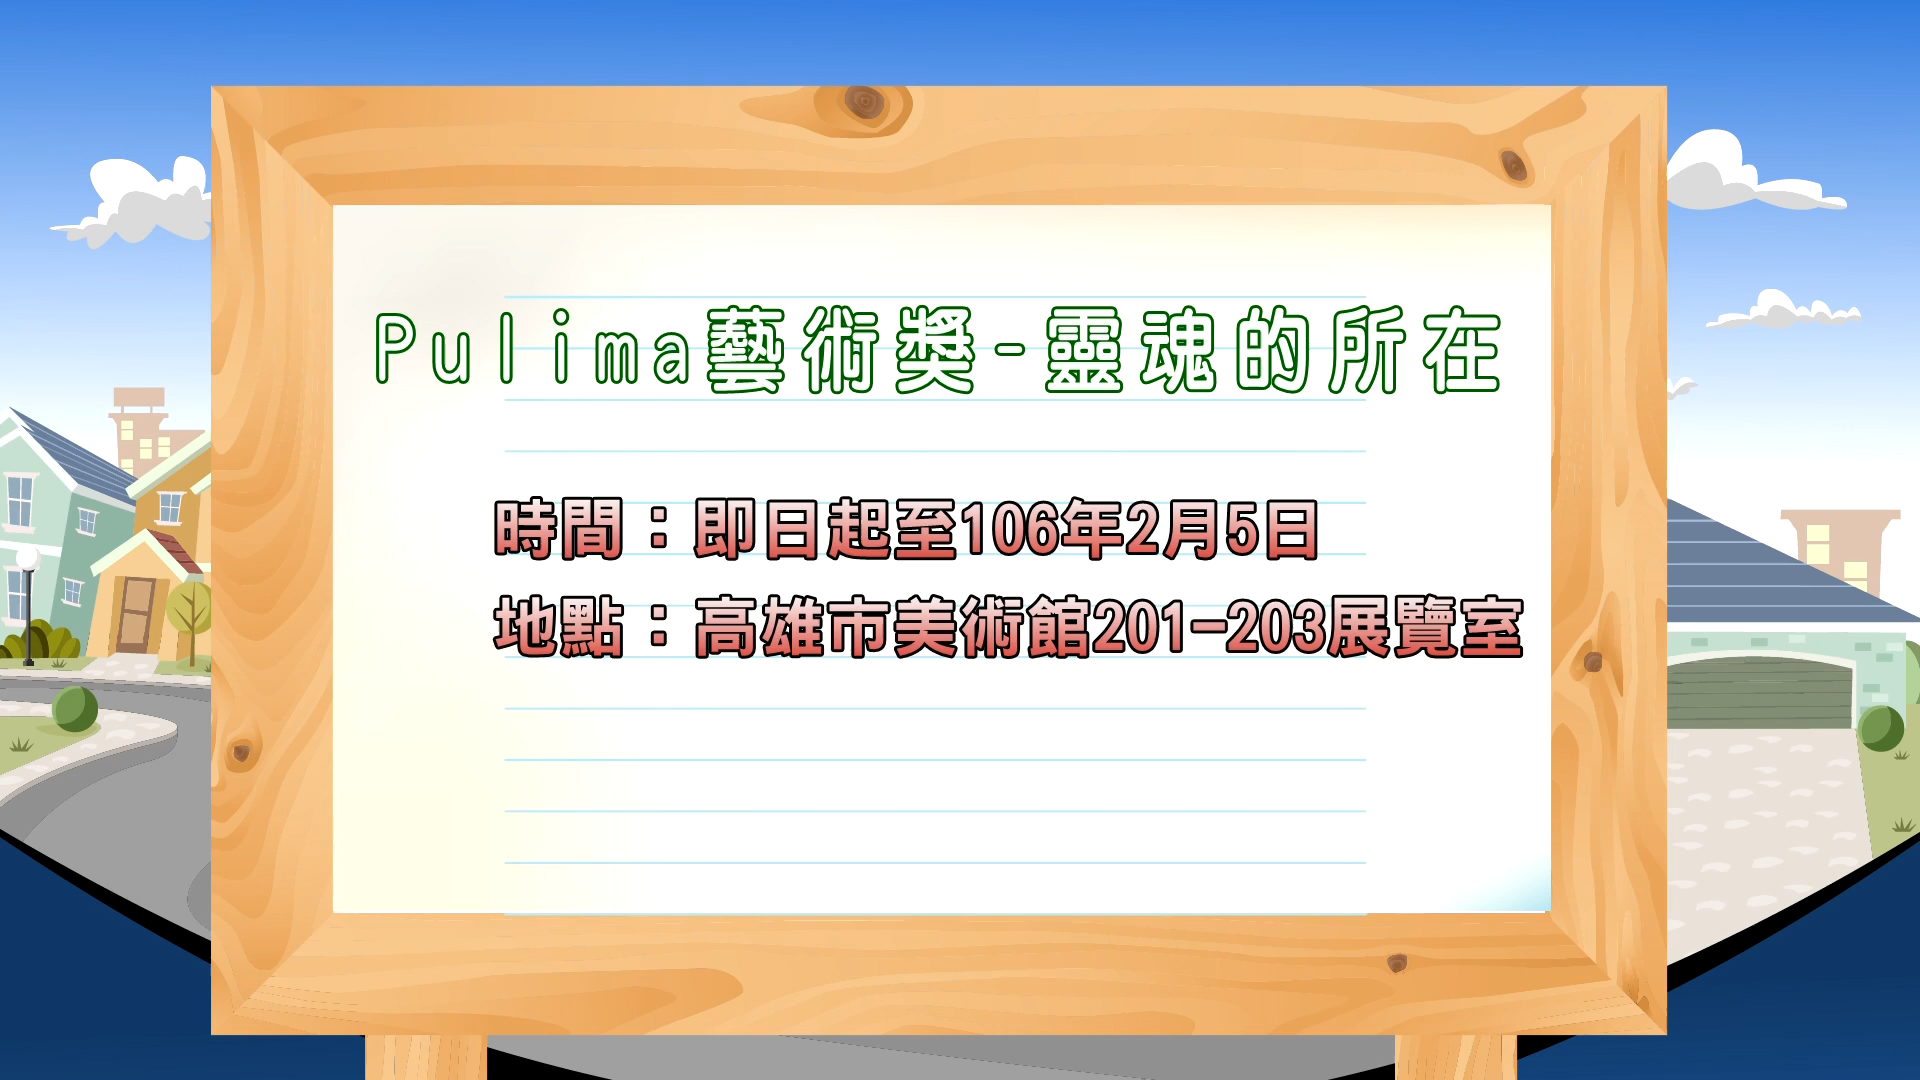 Pulima藝術獎-靈魂的所在
時間：即日起至106年2月5日
地點：高雄市美術館201-203展覽室